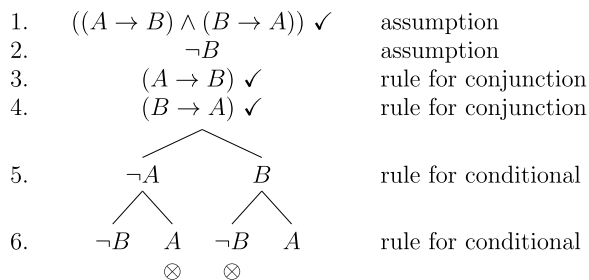 1. ((A → B) ∧ (B → A)) ✓ assumption
2. ¬B assumption
3. (A → B) ✓ rule for conjunction
4. (B → A) ✓ rule for conjunction
5. ¬A B rule for conditional
6. ¬B A ¬B A rule for conditional
⊗ ⊗